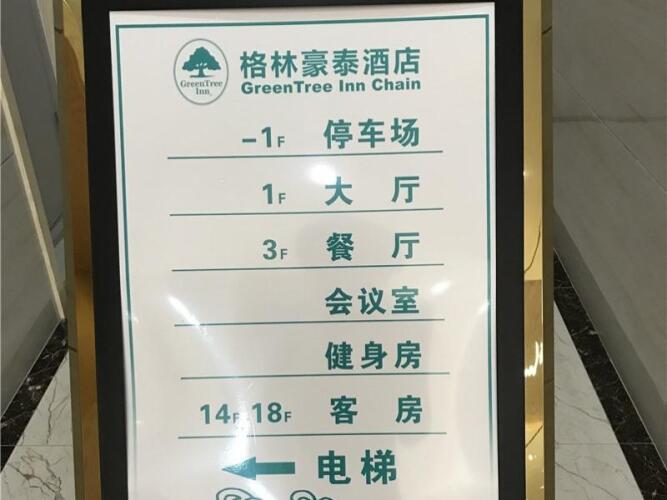 GreenTree
Inn
格林豪泰酒店
GreenTree Inn Chain
-1F 停车场
1F 大厅
3F 餐厅
会议室
健身房
14F-18F 客房
← 电梯